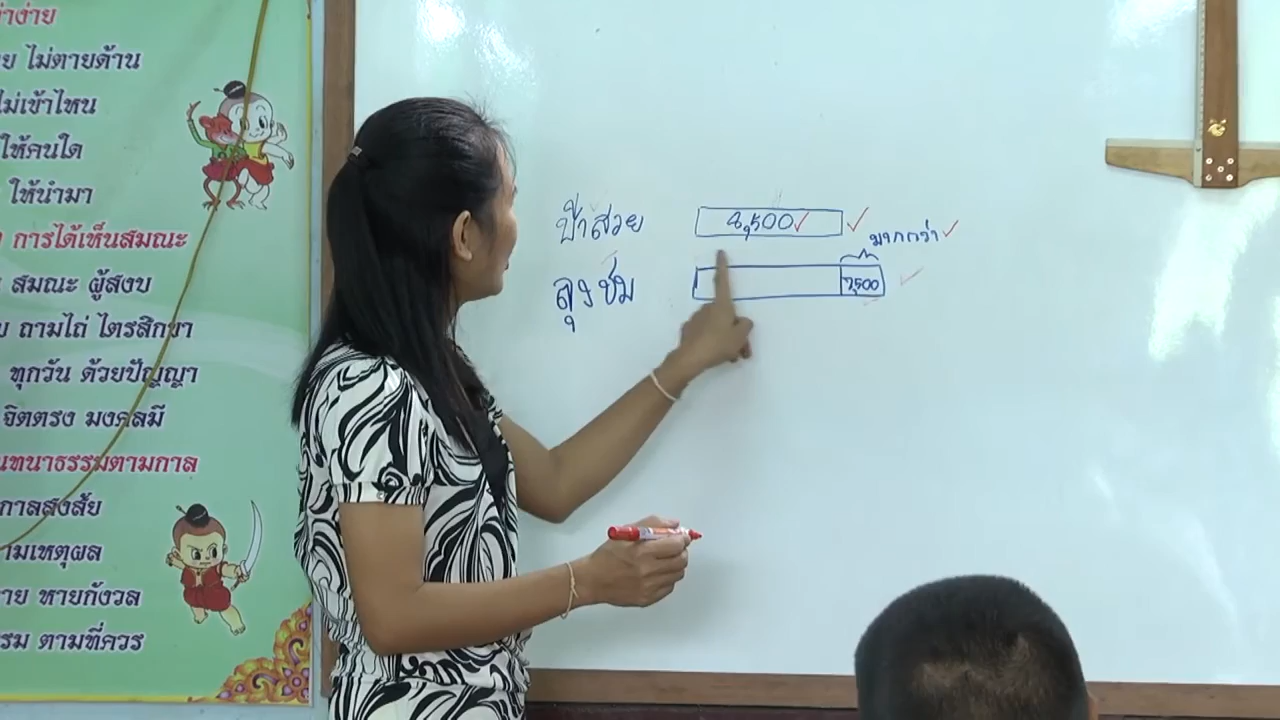 ไม่ตายด้าน
ไม่เข้าไหน
ให้คนใด
ให้นำมา
การได้เห็นสมณะ
สมณะ ผู้สงบ
ถามไถ่ ไตรสิกขา
ทุกวัน ด้วยปัญญา
จิตตรง มงคลมี
สนทนาธรรมตามกาล
กาลสงสัย
ตามเหตุผล
หายกังวล
ตามที่ควร
ป้าสวย 8,500
มากกว่า
ลุงชม 7,500